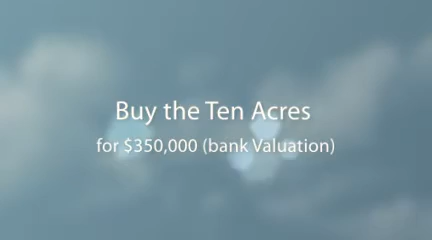 Buy the Ten Acres
for $350,000 (bank Valuation)